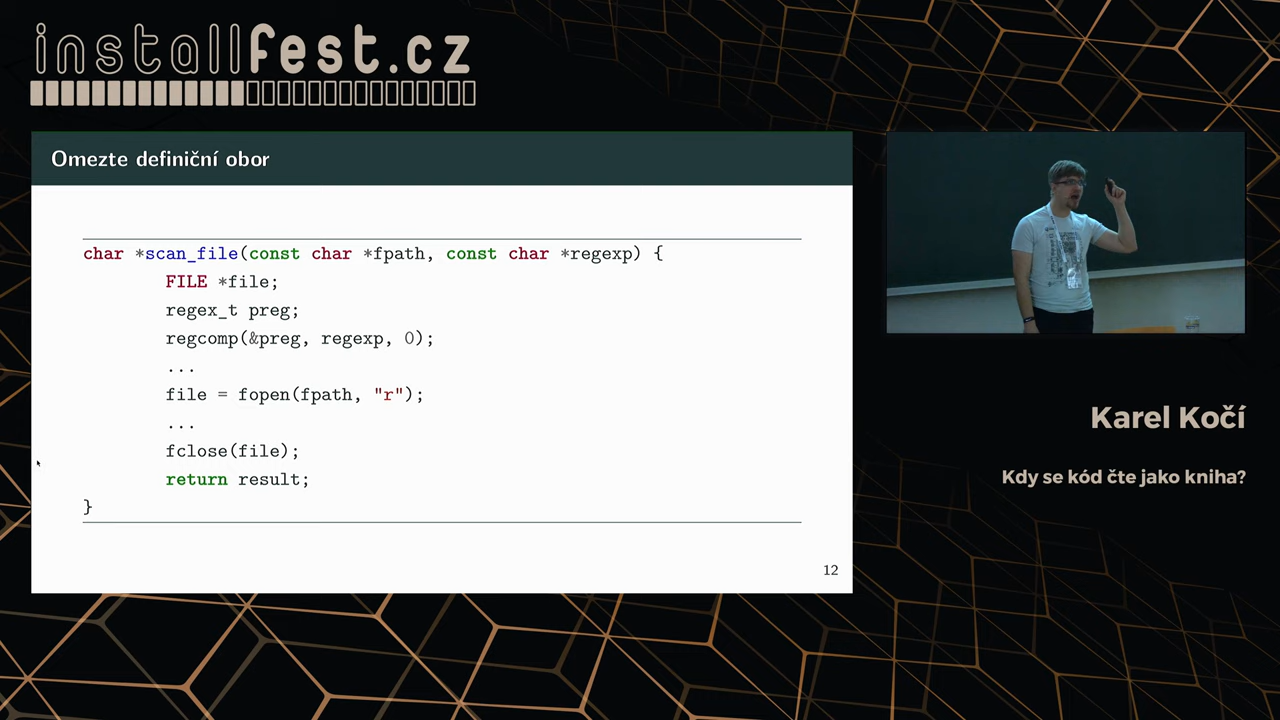 installfest.cz
Omezte definiční obor
char *scan_file(const char *fpath, const char *regexp) {
FILE *file;
regex_t preg;
regcomp(&preg, regexp, 0);
...
file = fopen(fpath, "r");
...
fclose(file);
return result;
}
12
Karel Kočí
Kdy se kód čte jako kniha?